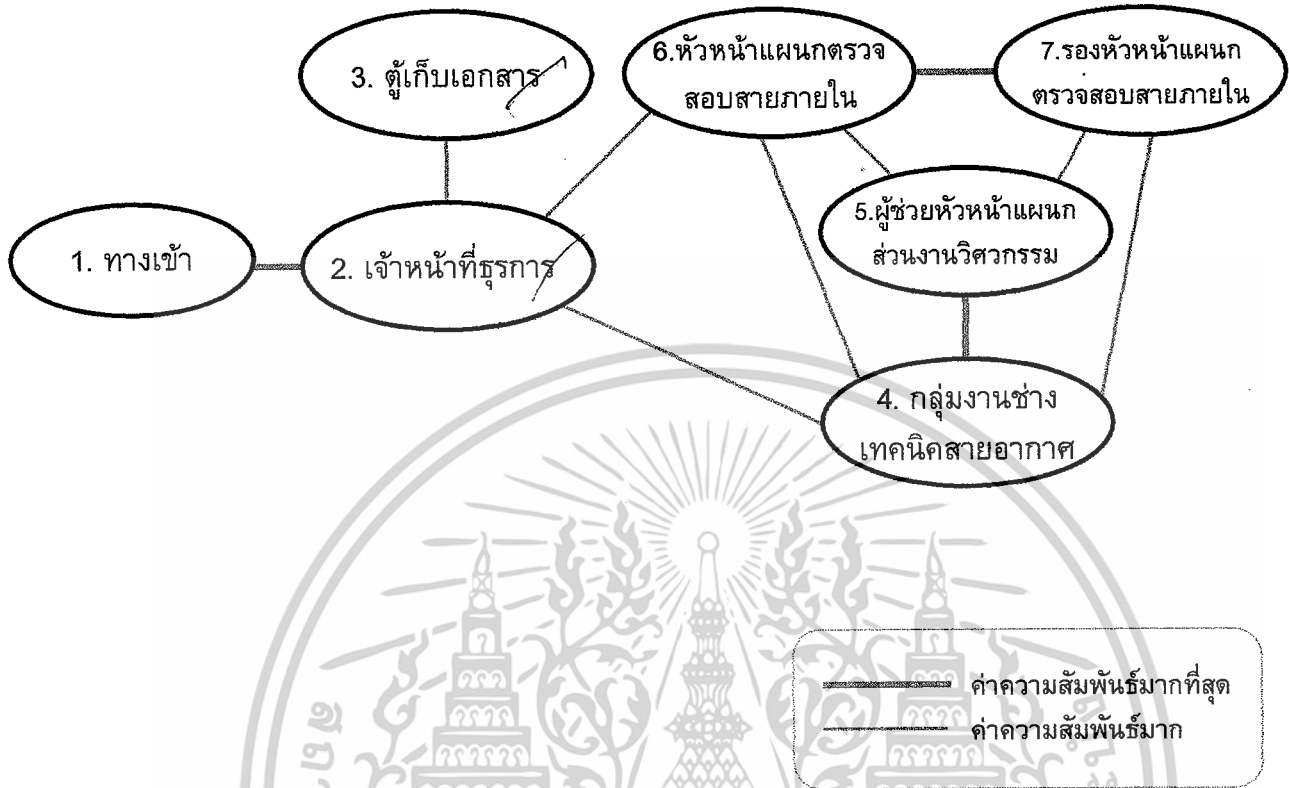 3. ตู้เก็บเอกสาร
6.หัวหน้าแผนกตรวจ
สอบสายภายใน
7.รองหัวหน้าแผนก
ตรวจสอบสายภายใน
1. ทางเข้า
2. เจ้าหน้าที่ธุรการ
5.ผู้ช่วยหัวหน้าแผนก
ส่วนงานวิศวกรรม
4. กลุ่มงานช่าง
เทคนิคสายอากาศ
ค่าความสัมพันธ์มากที่สุด
ค่าความสัมพันธ์มาก